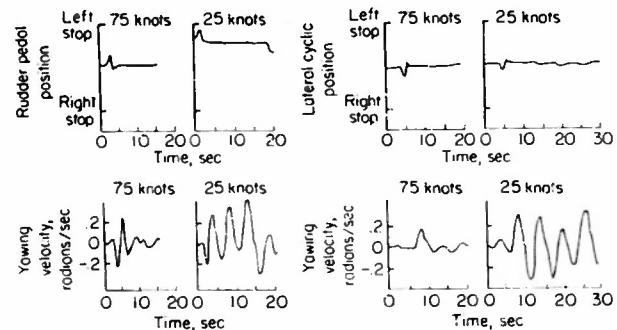 Rudder pedal position
Left stop
Right stop
75 knots
25 knots
0 20
0 10 20
Time, sec
Lateral cyclic position
Left stop
Right stop
75 knots
25 knots
0 10 20
0 10 20 30
Time, sec
Yawing velocity, radians/sec
.2
0
-.2
75 knots
25 knots
0 10 20
0 10 20
Time, sec
Yawing velocity, radians/sec
.2
0
-.2
75 knots
25 knots
0 10 20
0 10 20 30
Time, sec